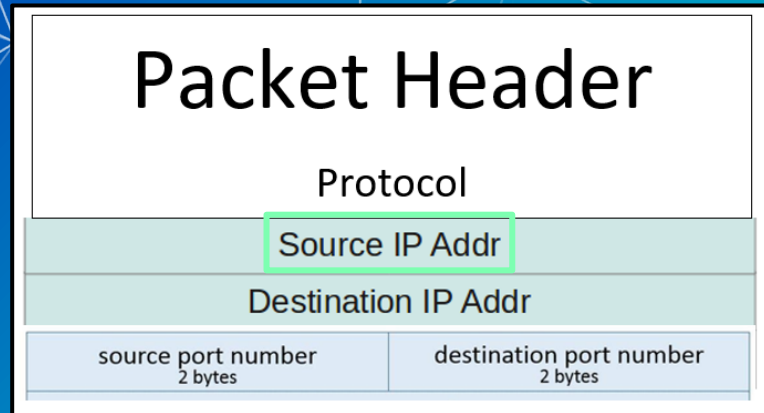 Packet Header
Protocol
Source IP Addr
Destination IP Addr
source port number
2 bytes
destination port number
2 bytes